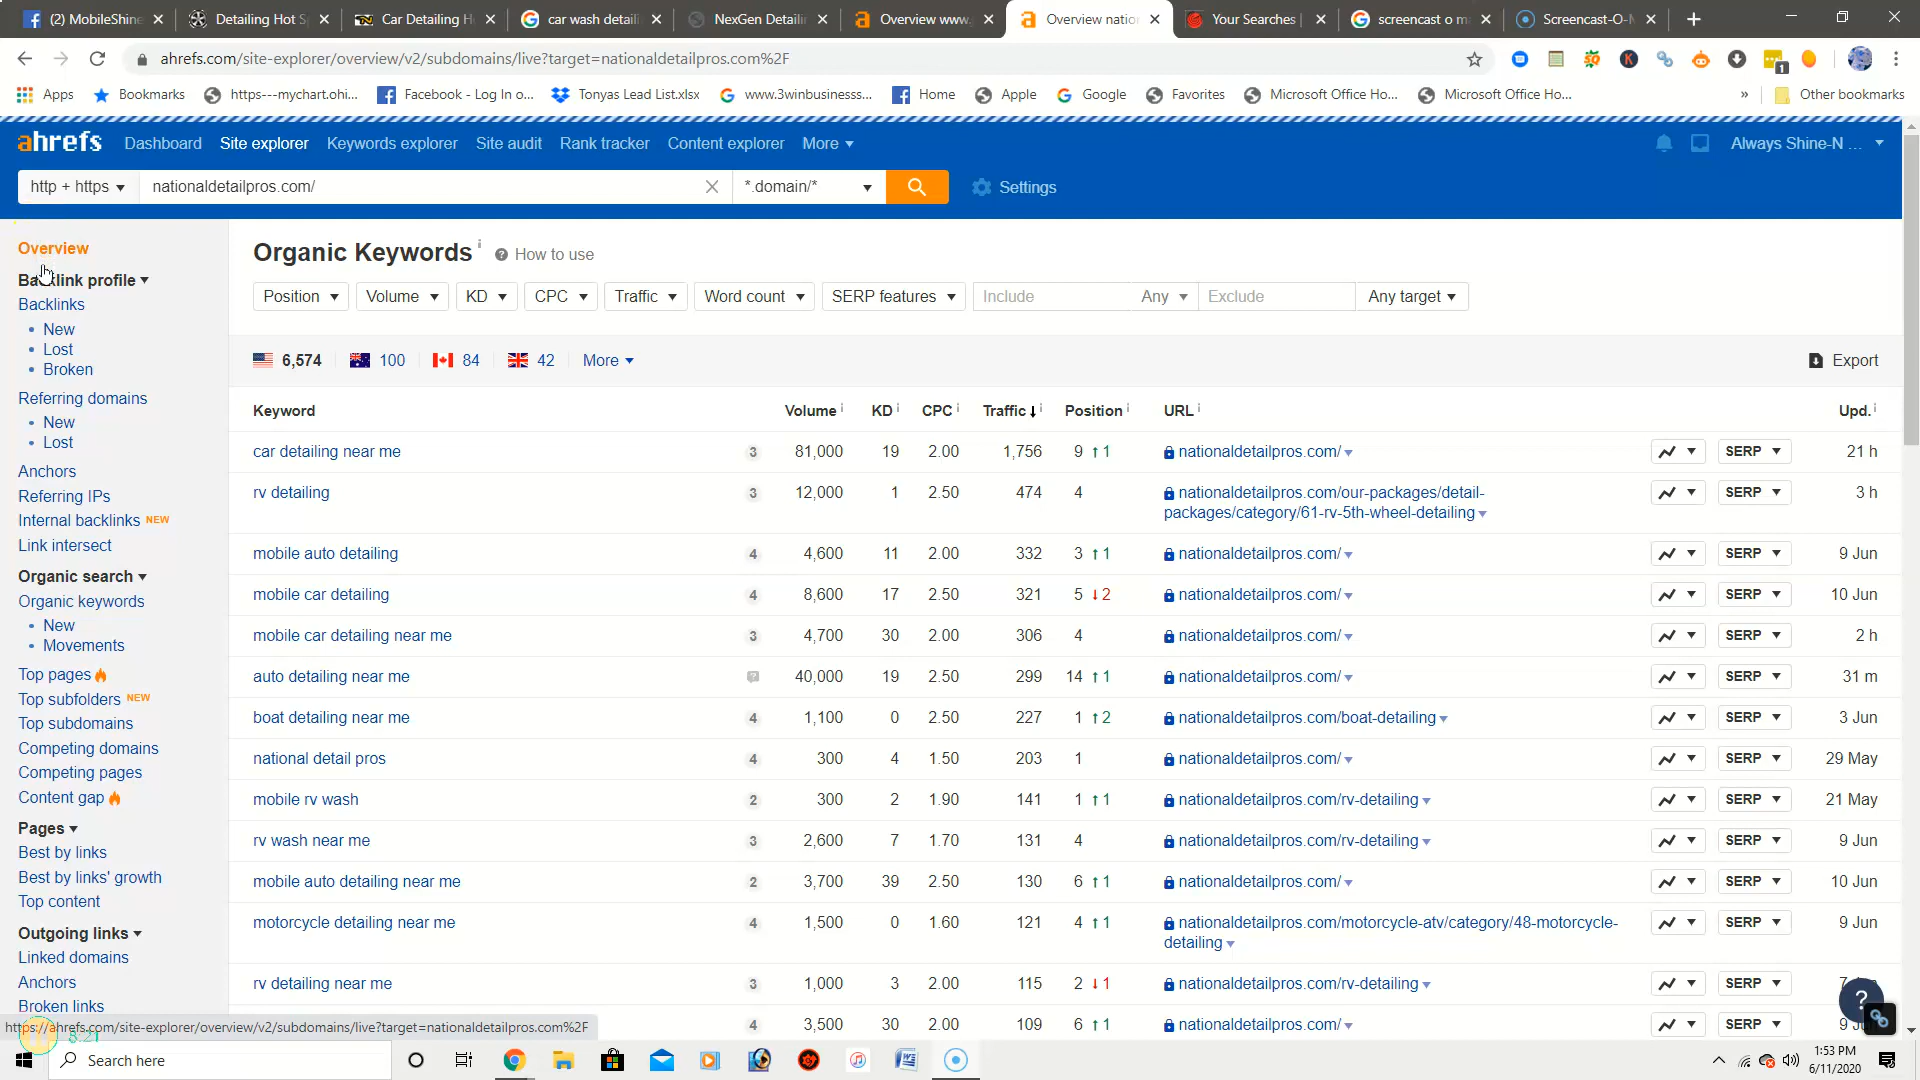 (2) MobileShine
Detailing Hot S
Car Detailing H
car wash detail
NexGen Detaili
Overview www.
Overview natio
Your Searches |
screencast o m
Screencast-O-M
ahrefs.com/site-explorer/overview/v2/subdomains/live?target=nationaldetailpros.com%2F
1
Apps
Bookmarks
https---mychart.ohi...
Facebook - Log In o...
Tonyas Lead List.xlsx
www.3winbusinesss...
Home
Apple
Google
Favorites
Microsoft Office Ho...
Microsoft Office Ho...
»
Other bookmarks
ahrefs
Dashboard
Site explorer
Keywords explorer
Site audit
Rank tracker
Content explorer
More
Always Shine-N ...
http + https
nationaldetailpros.com/
*.domain/*
Settings
Overview
Backlink profile
Backlinks
• New
• Lost
• Broken
Referring domains
• New
• Lost
Anchors
Referring IPs
Internal backlinks NEW
Link intersect
Organic search
Organic keywords
• New
• Movements
Top pages
Top subfolders NEW
Top subdomains
Competing domains
Competing pages
Content gap
Pages
Best by links
Best by links' growth
Top content
Outgoing links
Linked domains
Anchors
Broken links
Organic Keywords i
? How to use
Position
Volume
KD
CPC
Traffic
Word count
SERP features
Include
Any
Exclude
Any target
6,574
100
84
42
More
Export
Keyword Volume i KD i CPC i Traffic ↓ i Position i URL i Upd. i
car detailing near me 3 81,000 19 2.00 1,756 9 ↑1 nationaldetailpros.com/ SERP 21 h
rv detailing 3 12,000 1 2.50 474 4 nationaldetailpros.com/our-packages/detail- SERP 3 h
packages/category/61-rv-5th-wheel-detailing
mobile auto detailing 4 4,600 11 2.00 332 3 ↑1 nationaldetailpros.com/ SERP 9 Jun
mobile car detailing 4 8,600 17 2.50 321 5 ↓2 nationaldetailpros.com/ SERP 10 Jun
mobile car detailing near me 3 4,700 30 2.00 306 4 nationaldetailpros.com/ SERP 2 h
auto detailing near me ? 40,000 19 2.50 299 14 ↑1 nationaldetailpros.com/ SERP 31 m
boat detailing near me 4 1,100 0 2.50 227 1 ↑2 nationaldetailpros.com/boat-detailing SERP 3 Jun
national detail pros 4 300 4 1.50 203 1 nationaldetailpros.com/ SERP 29 May
mobile rv wash 2 300 2 1.90 141 1 ↑1 nationaldetailpros.com/rv-detailing SERP 21 May
rv wash near me 3 2,600 7 1.70 131 4 nationaldetailpros.com/rv-detailing SERP 9 Jun
mobile auto detailing near me 2 3,700 39 2.50 130 6 ↑1 nationaldetailpros.com/ SERP 10 Jun
motorcycle detailing near me 4 1,500 0 1.60 121 4 ↑1 nationaldetailpros.com/motorcycle-atv/category/48-motorcycle- SERP 9 Jun
detailing
rv detailing near me 3 1,000 3 2.00 115 2 ↓1 nationaldetailpros.com/rv-detailing SERP 7
4 3,500 30 2.00 109 6 ↑1 nationaldetailpros.com/ SERP 9
?
https://ahrefs.com/site-explorer/overview/v2/subdomains/live?target=nationaldetailpros.com%2F
8:21
Search here
1:53 PM
6/11/2020